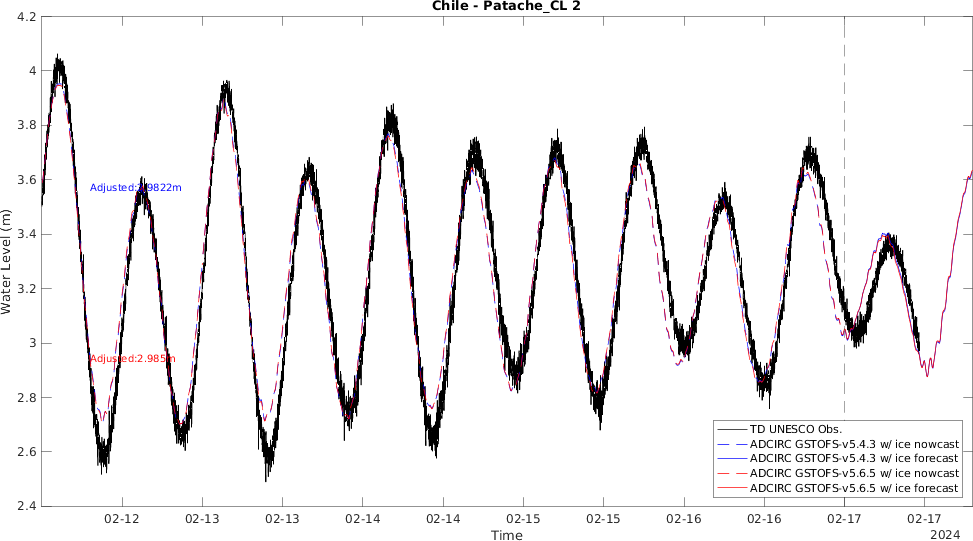 Chile - Patache_CL 2
4.2
4
3.8
3.6
3.4
3.2
3
2.8
2.6
2.4
Water Level (m)
Adjusted:2.9822m
Adjusted:2.985m
TD UNESCO Obs.
ADCIRC GSTOFS-v5.4.3 w/ ice nowcast
ADCIRC GSTOFS-v5.4.3 w/ ice forecast
ADCIRC GSTOFS-v5.6.5 w/ ice nowcast
ADCIRC GSTOFS-v5.6.5 w/ ice forecast
02-12 02-13 02-13 02-14 02-14 02-15 02-15 02-16 02-16 02-17 02-17
Time
2024